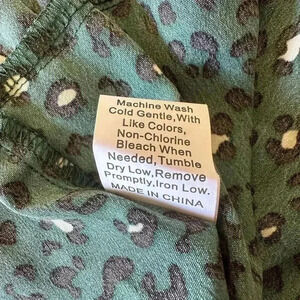 Machine Wash
Cold Gentle,With
Like Colors,
Non-Chlorine
Bleach When
Needed,Tumble
Dry Low,Remove
Promptly,Iron Low.
MADE IN CHINA